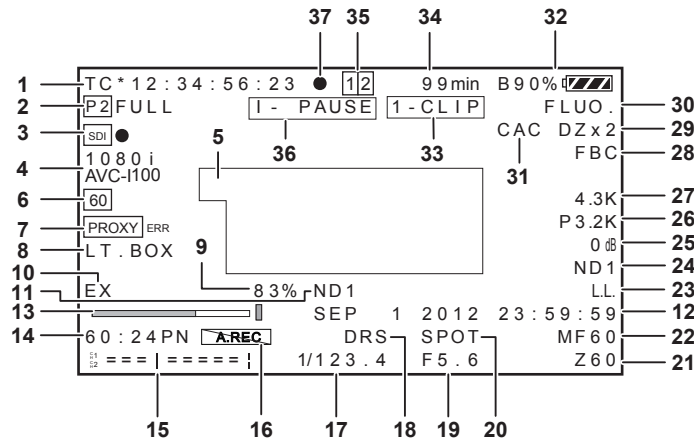 37 35 34 32
1 TC*12:34:56:23 ● 12 99min B90%
2 P2 FULL I- PAUSE 1-CLIP FLUO. 30
3 SDI ● 5 36 33 CAC DZx2 29
4 1080i 31 FBC 28
AVC-I100
6 60 4.3K 27
7 PROXY ERR P3.2K 26
8 LT.BOX 0dB 25
10 9 ND1 24
11 EX 83% ND1 L.L. 23
13 SEP 1 2012 23:59:59 12
14 60:24PN A.REC DRS SPOT MF60 22
1/123.4 F5.6 Z60 21
15 16 17 18 19 20